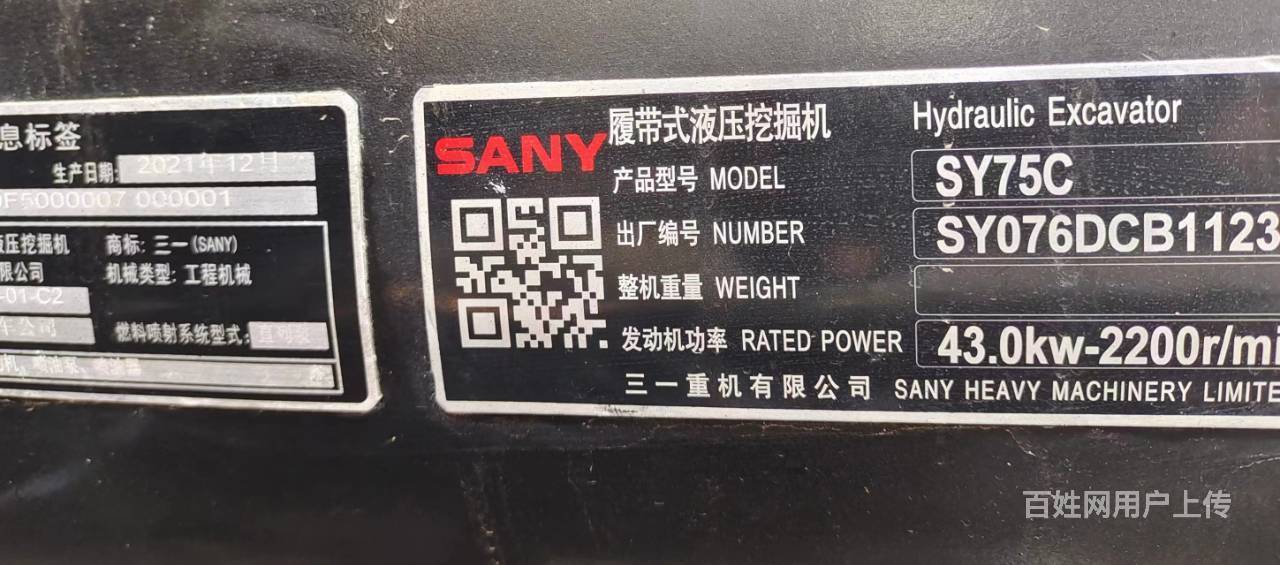 息标签
生产日期: 2021年12月
F5000007 000001
液压挖掘机 商标: 三一(SANY)
限公司 机械类型: 工程机械
-01-C2
公司 燃料喷射系统型式: 直列泵
SANY
履带式液压挖掘机 Hydraulic Excavator
产品型号 MODEL SY75C
出厂编号 NUMBER SY076DCB1123
整机重量 WEIGHT
发动机功率 RATED POWER 43.0kw-2200r/mi
三一重机有限公司 SANY HEAVY MACHINERY LIMITE
百姓网用户上传